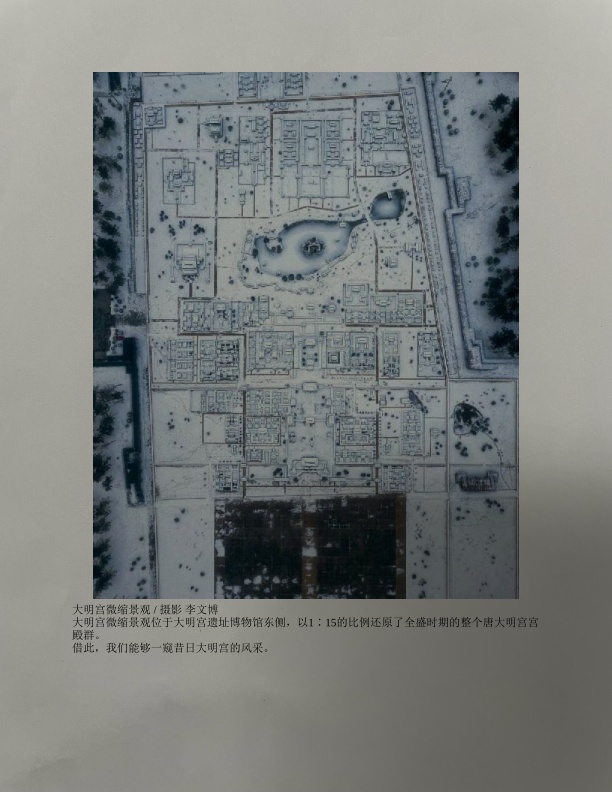 大明宫微缩景观 / 摄影 李文博
大明宫微缩景观位于大明宫遗址博物馆东侧，以1∶15的比例还原了全盛时期的整个唐大明宫宫
殿群。
借此，我们能够一窥昔日大明宫的风采。